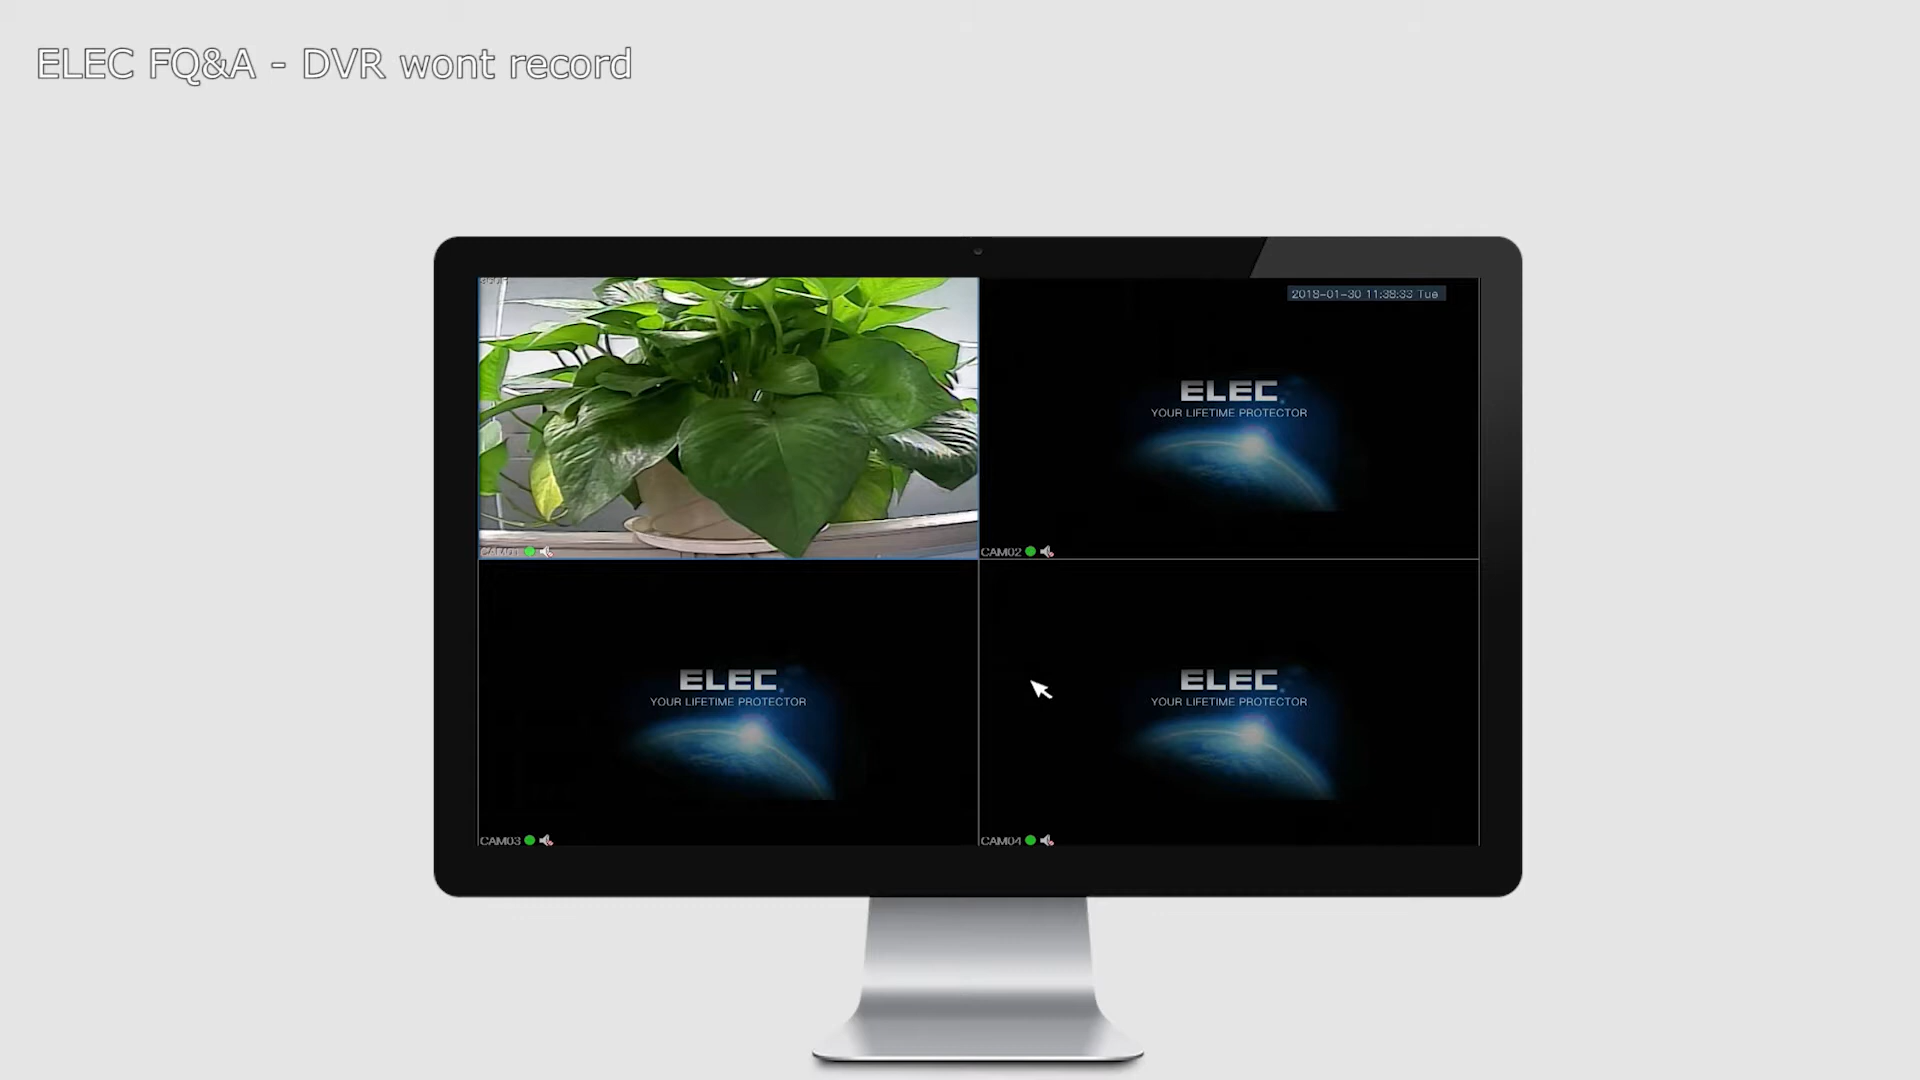 ELEC FQ&A - DVR wont record
2018-01-30 11:38:33 Tue
ELEC
YOUR LIFETIME PROTECTOR
CAM01
CAM02
ELEC
YOUR LIFETIME PROTECTOR
ELEC
YOUR LIFETIME PROTECTOR
CAM03
CAM04